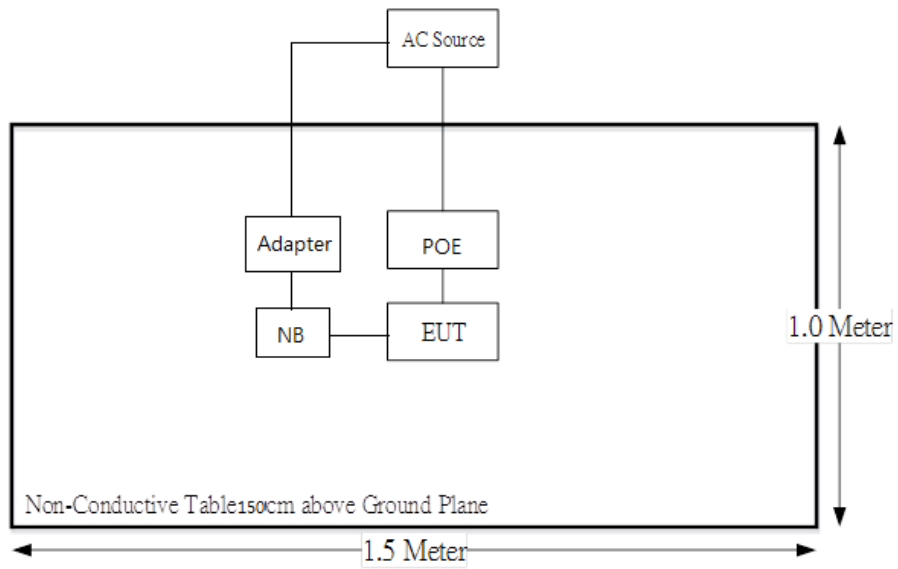 AC Source
Adapter
POE
NB
EUT
1.0 Meter
Non-Conductive Table150cm above Ground Plane
1.5 Meter